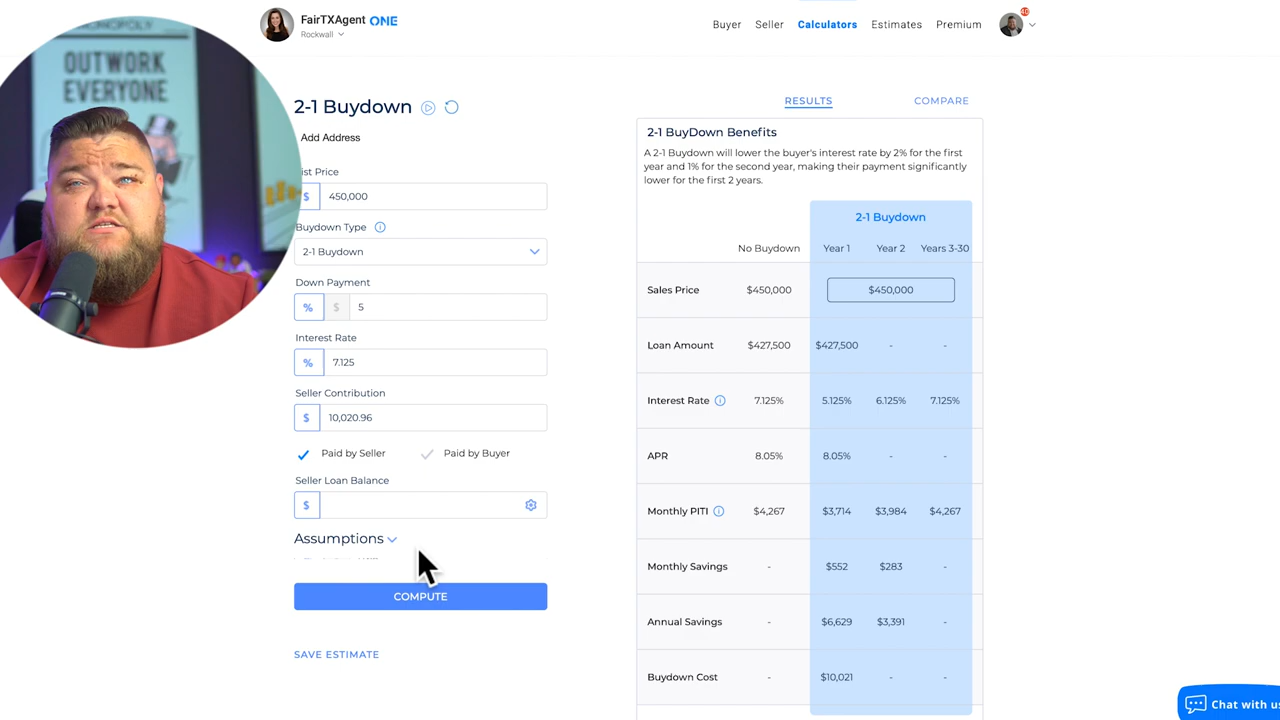 MONOPOLY
OUTWORK
EVERYONE
FairTXAgent ONE
Rockwall
Buyer
Seller
Calculators
Estimates
Premium
40
2-1 Buydown
Add Address
ist Price
$ 450,000
Buydown Type
2-1 Buydown
Down Payment
% $ 5
Interest Rate
% 7.125
Seller Contribution
$ 10,020.96
Paid by Seller
Paid by Buyer
Seller Loan Balance
$
Assumptions
COMPUTE
SAVE ESTIMATE
RESULTS
COMPARE
2-1 BuyDown Benefits
A 2-1 Buydown will lower the buyer's interest rate by 2% for the first
year and 1% for the second year, making their payment significantly
lower for the first 2 years.
2-1 Buydown
No Buydown Year 1 Year 2 Years 3-30
Sales Price $450,000 $450,000
Loan Amount $427,500 $427,500 - -
Interest Rate 7.125% 5.125% 6.125% 7.125%
APR 8.05% 8.05% - -
Monthly PITI $4,267 $3,714 $3,984 $4,267
Monthly Savings - $552 $283 -
Annual Savings - $6,629 $3,391 -
Buydown Cost - $10,021 - -
Chat with us